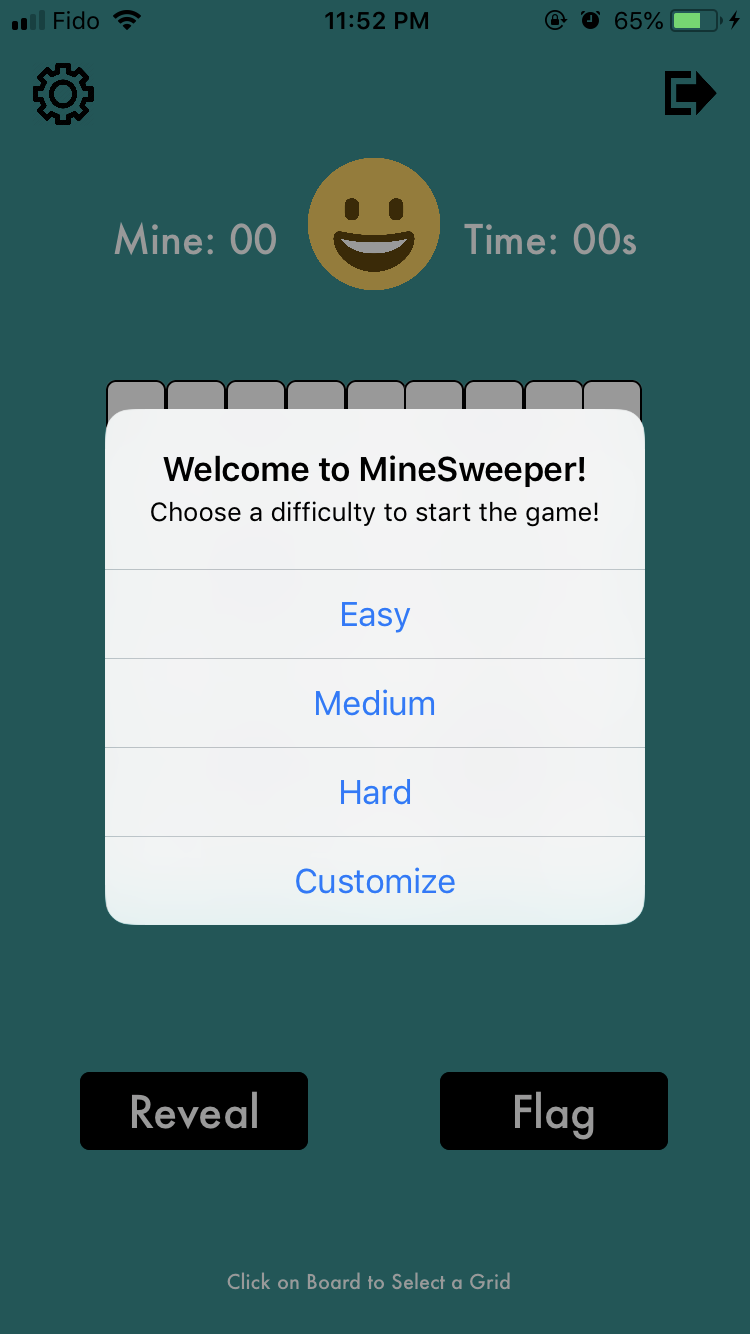 Fido 11:52 PM 65%
Mine: 00 Time: 00s
Welcome to MineSweeper!
Choose a difficulty to start the game!
Easy
Medium
Hard
Customize
Reveal Flag
Click on Board to Select a Grid